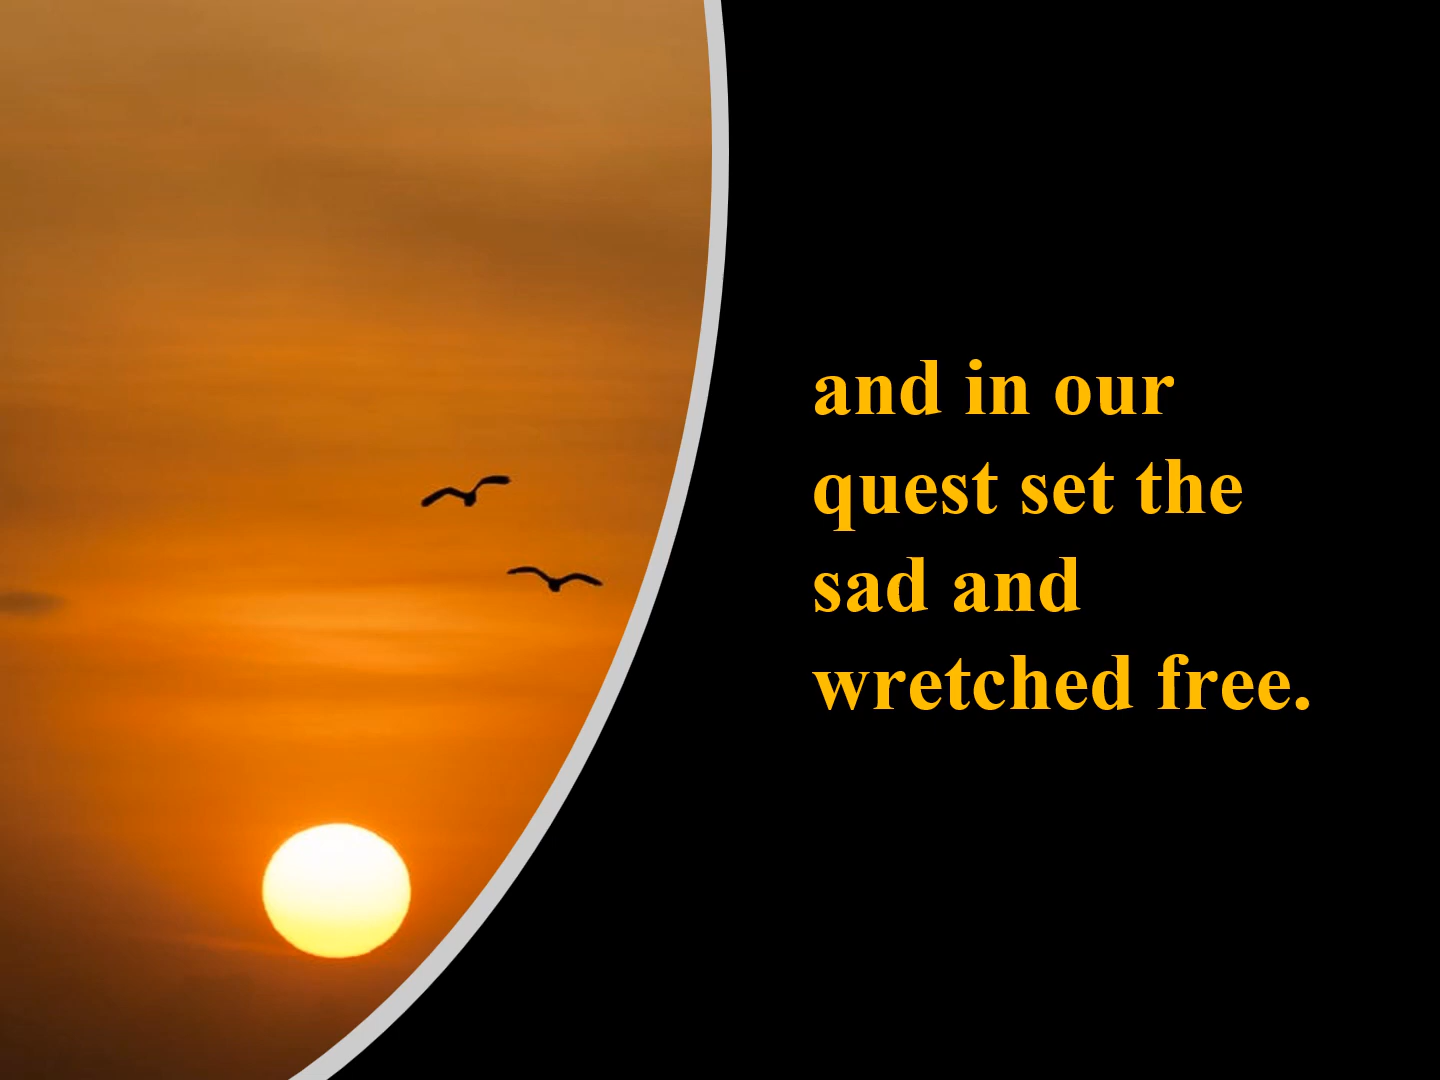 and in our
quest set the
sad and
wretched free.